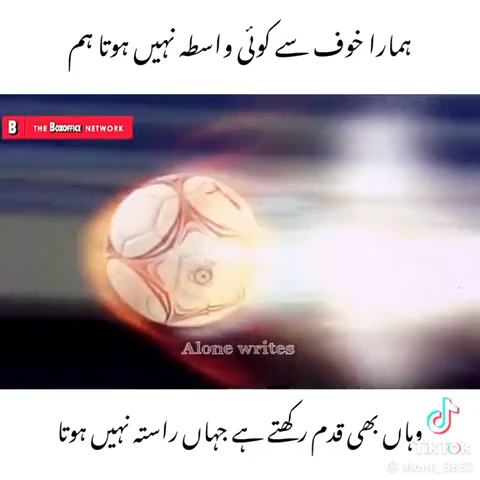 ہمارا خوف سے کوئی واسطہ نہیں ہوتا ہم
B THE BOXOFFICE NETWORK
Alone writes
وہاں بھی قدم رکھتے ہے جہاں راستہ نہیں ہوتا
TIKTOK